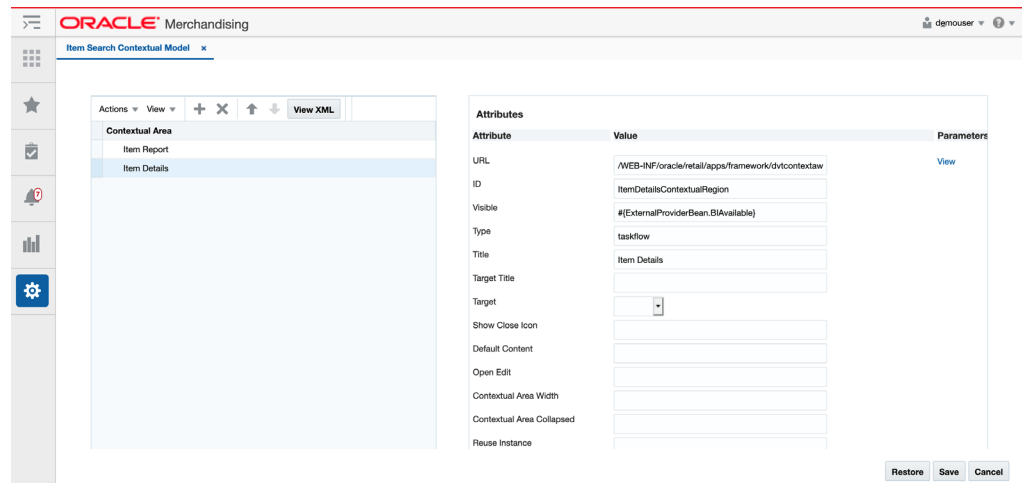 ORACLE® Merchandising
demouser
Item Search Contextual Model x
Actions View View XML
Contextual Area
Item Report
Item Details
7
Attributes
Attribute Value Parameters
URL /WEB-INF/oracle/retail/apps/framework/dvtcontextaw View
ID ItemDetailsContextualRegion
Visible #{ExternalProviderBean.BIAvailable}
Type taskflow
Title Item Details
Target Title
Target
Show Close Icon
Default Content
Open Edit
Contextual Area Width
Contextual Area Collapsed
Reuse Instance
Restore Save Cancel